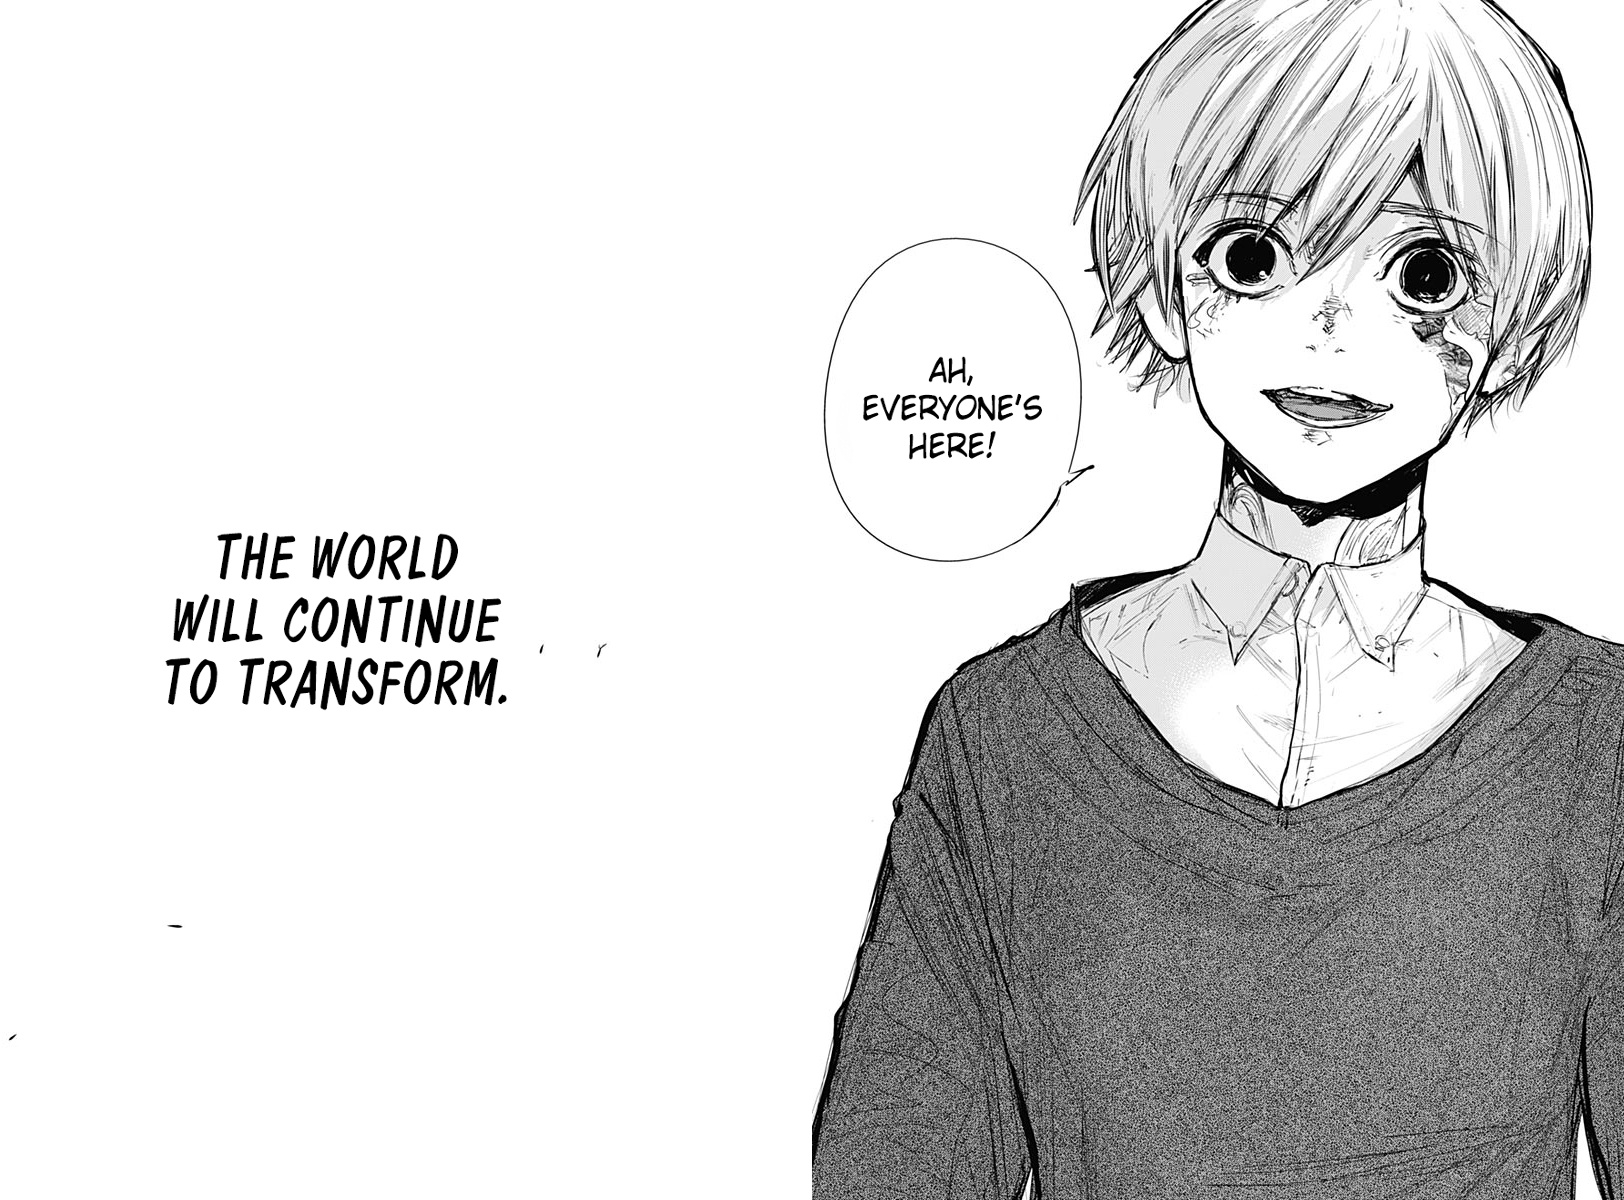 AH,
EVERYONE'S
HERE!
THE WORLD
WILL CONTINUE
TO TRANSFORM.